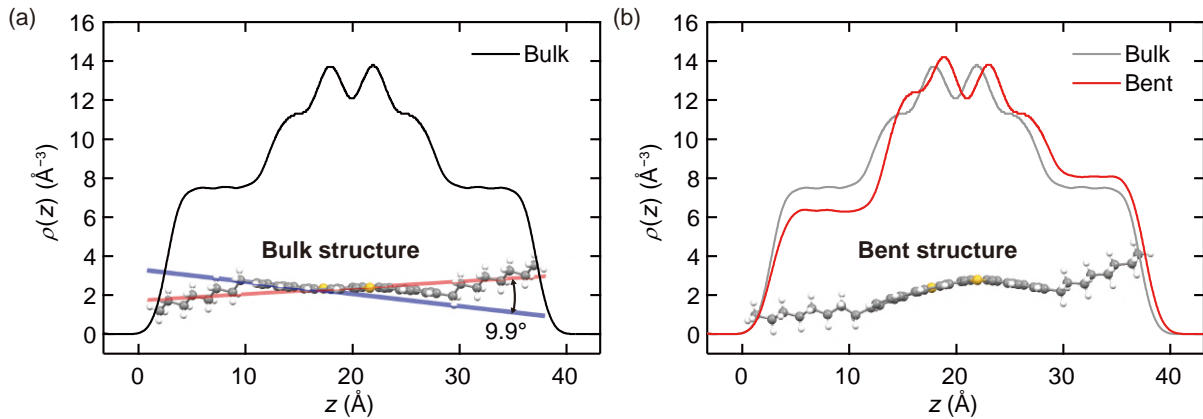 (a)
16
14
12
10
8
6
4
2
0
ρ(z) (Å⁻³)
Bulk
Bulk structure
9.9°
0 10 20 30 40
z (Å)
(b)
16
14
12
10
8
6
4
2
0
ρ(z) (Å⁻³)
Bulk
Bent
Bent structure
0 10 20 30 40
z (Å)